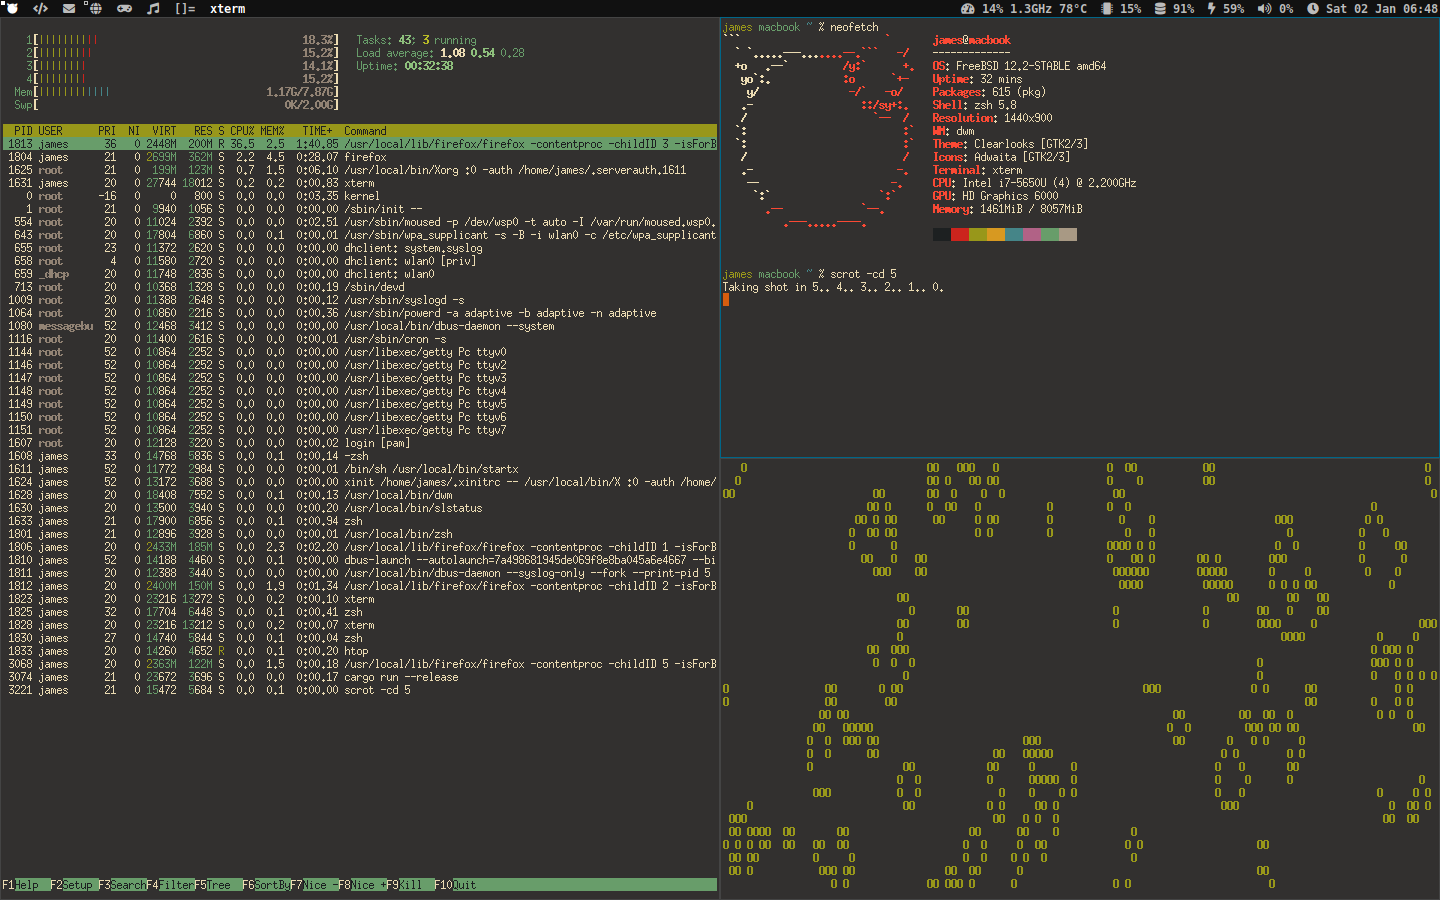 []= xterm 14% 1.3GHz 78°C 15% 91% 59% 0% Sat 02 Jan 06:48
1[|||||||||| 18.3%] Tasks: 43; 3 running
2[|||||||| 15.2%] Load average: 1.08 0.54 0.28
3[|||||||| 14.1%] Uptime: 00:32:38
4[|||||||| 15.2%]
Mem[|||||||||||| 1.17G/7.87G]
Swp[ 0K/2.00G]
PID USER PRI NI VIRT RES S CPU% MEM% TIME+ Command
1813 james 36 0 2448M 200M R 36.5 2.5 1:40.85 /usr/local/lib/firefox/firefox -contentproc -childID 3 -isForB
1804 james 21 0 2699M 362M S 2.2 4.5 0:28.07 firefox
1625 root 21 0 199M 123M S 0.7 1.5 0:06.10 /usr/local/bin/Xorg :0 -auth /home/james/.serverauth.1611
1631 james 20 0 27744 18012 S 0.2 0.2 0:00.83 xterm
0 root -16 0 0 800 S 0.0 0.0 0:03.35 kernel
1 root 21 0 9940 1056 S 0.0 0.0 0:00.00 /sbin/init --
554 root 20 0 11024 2392 S 0.0 0.0 0:02.51 /usr/sbin/moused -p /dev/wsp0 -t auto -I /var/run/moused.wsp0.
643 root 20 0 17804 6860 S 0.0 0.1 0:00.01 /usr/sbin/wpa_supplicant -s -B -i wlan0 -c /etc/wpa_supplicant
655 root 23 0 11372 2620 S 0.0 0.0 0:00.00 dhclient: system.syslog
658 root 4 0 11580 2720 S 0.0 0.0 0:00.00 dhclient: wlan0 [priv]
659 _dhcp 20 0 11748 2836 S 0.0 0.0 0:00.00 dhclient: wlan0
713 root 20 0 10368 1328 S 0.0 0.0 0:00.19 /sbin/devd
1009 root 20 0 11388 2648 S 0.0 0.0 0:00.12 /usr/sbin/syslogd -s
1064 root 20 0 10860 2216 S 0.0 0.0 0:00.36 /usr/sbin/powerd -a adaptive -b adaptive -n adaptive
1080 messagebu 52 0 12468 3412 S 0.0 0.0 0:00.00 /usr/local/bin/dbus-daemon --system
1116 root 20 0 11400 2616 S 0.0 0.0 0:00.01 /usr/sbin/cron -s
1144 root 52 0 10864 2252 S 0.0 0.0 0:00.00 /usr/libexec/getty Pc ttyv0
1146 root 52 0 10864 2252 S 0.0 0.0 0:00.00 /usr/libexec/getty Pc ttyv2
1147 root 52 0 10864 2252 S 0.0 0.0 0:00.00 /usr/libexec/getty Pc ttyv3
1148 root 52 0 10864 2252 S 0.0 0.0 0:00.00 /usr/libexec/getty Pc ttyv4
1149 root 52 0 10864 2252 S 0.0 0.0 0:00.00 /usr/libexec/getty Pc ttyv5
1150 root 52 0 10864 2252 S 0.0 0.0 0:00.00 /usr/libexec/getty Pc ttyv6
1151 root 52 0 10864 2252 S 0.0 0.0 0:00.00 /usr/libexec/getty Pc ttyv7
1607 root 20 0 12128 3220 S 0.0 0.0 0:00.02 login [pam]
1608 james 33 0 14768 5836 S 0.0 0.1 0:00.14 -zsh
1611 james 52 0 11772 2984 S 0.0 0.0 0:00.01 /bin/sh /usr/local/bin/startx
1624 james 52 0 13172 3688 S 0.0 0.0 0:00.00 xinit /home/james/.xinitrc -- /usr/local/bin/X :0 -auth /home/
1628 james 20 0 18408 7552 S 0.0 0.1 0:00.13 /usr/local/bin/dwm
1630 james 20 0 13500 3940 S 0.0 0.0 0:00.20 /usr/local/bin/slstatus
1633 james 21 0 17900 6856 S 0.0 0.1 0:00.94 zsh
1801 james 21 0 12896 3928 S 0.0 0.0 0:00.01 /usr/local/bin/zsh
1806 james 20 0 2433M 185M S 0.0 2.3 0:02.20 /usr/local/lib/firefox/firefox -contentproc -childID 1 -isForB
1810 james 52 0 14188 4460 S 0.0 0.1 0:00.00 dbus-launch --autolaunch=7a498681945de069f8e8ba045a6e4667 --bi
1811 james 20 0 12388 3440 S 0.0 0.0 0:00.00 /usr/local/bin/dbus-daemon --syslog-only --fork --print-pid 5
1812 james 20 0 2400M 150M S 0.0 1.9 0:01.34 /usr/local/lib/firefox/firefox -contentproc -childID 2 -isForB
1823 james 20 0 23216 13272 S 0.0 0.2 0:00.10 xterm
1825 james 32 0 17704 6448 S 0.0 0.1 0:00.41 zsh
1828 james 20 0 23216 13212 S 0.0 0.2 0:00.07 xterm
1830 james 27 0 14740 5844 S 0.0 0.1 0:00.04 zsh
1833 james 20 0 14260 4652 R 0.0 0.1 0:00.20 htop
3068 james 20 0 2363M 122M S 0.0 1.5 0:00.18 /usr/local/lib/firefox/firefox -contentproc -childID 5 -isForB
3074 james 21 0 23672 3696 S 0.0 0.0 0:00.17 cargo run --release
3221 james 21 0 15472 5684 S 0.0 0.1 0:00.00 scrot -cd 5
F1Help F2Setup F3SearchF4FilterF5Tree F6SortByF7Nice -F8Nice +F9Kill F10Quit
james macbook ~ % neofetch
james@macbook
-------------
OS: FreeBSD 12.2-STABLE amd64
Uptime: 32 mins
Packages: 615 (pkg)
Shell: zsh 5.8
Resolution: 1440x900
WM: dwm
Theme: Clearlooks [GTK2/3]
Icons: Adwaita [GTK2/3]
Terminal: xterm
CPU: Intel i7-5650U (4) @ 2.200GHz
GPU: HD Graphics 6000
Memory: 1461MiB / 8057MiB
james macbook ~ % scrot -cd 5
Taking shot in 5.. 4.. 3.. 2.. 1.. 0.